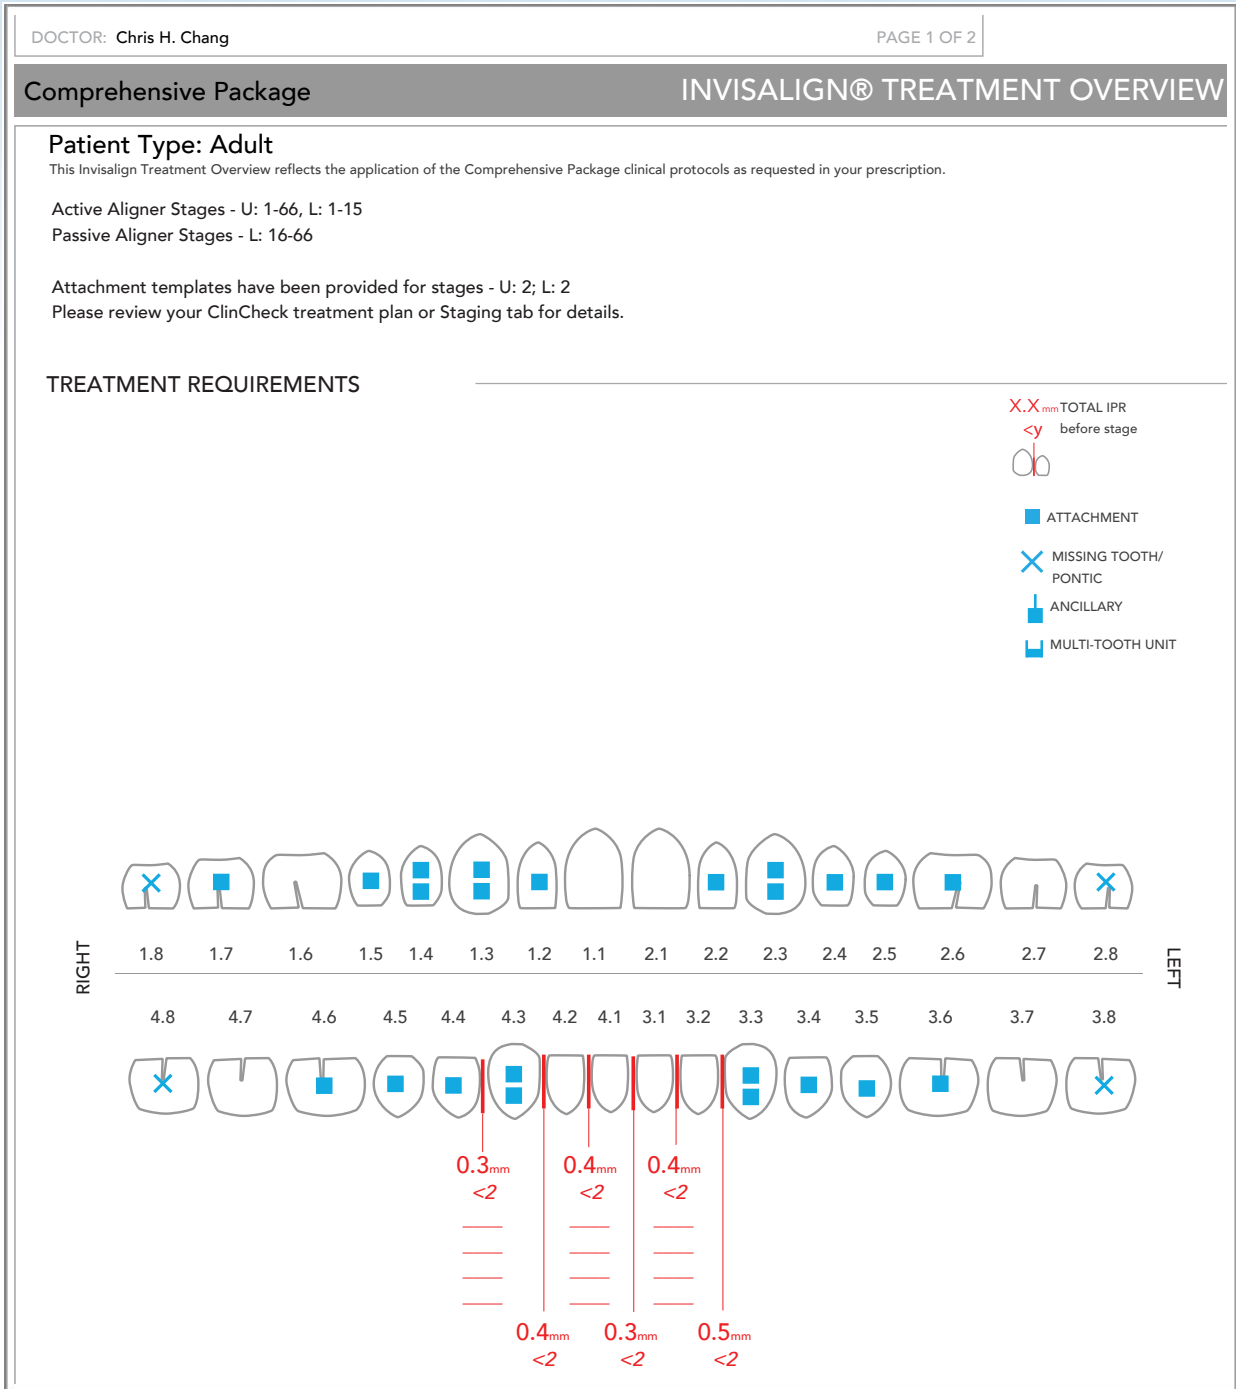 DOCTOR: Chris H. Chang
PAGE 1 OF 2
Comprehensive Package
INVISALIGN® TREATMENT OVERVIEW
Patient Type: Adult
This Invisalign Treatment Overview reflects the application of the Comprehensive Package clinical protocols as requested in your prescription.
Active Aligner Stages - U: 1-66, L: 1-15
Passive Aligner Stages - L: 16-66
Attachment templates have been provided for stages - U: 2; L: 2
Please review your ClinCheck treatment plan or Staging tab for details.
TREATMENT REQUIREMENTS
X.X mm TOTAL IPR
<y before stage
ATTACHMENT
MISSING TOOTH/
PONTIC
ANCILLARY
MULTI-TOOTH UNIT
RIGHT
1.8 1.7 1.6 1.5 1.4 1.3 1.2 1.1 2.1 2.2 2.3 2.4 2.5 2.6 2.7 2.8
LEFT
4.8 4.7 4.6 4.5 4.4 4.3 4.2 4.1 3.1 3.2 3.3 3.4 3.5 3.6 3.7 3.8
0.3mm 0.4mm 0.4mm
<2 <2 <2
0.4mm 0.3mm 0.5mm
<2 <2 <2